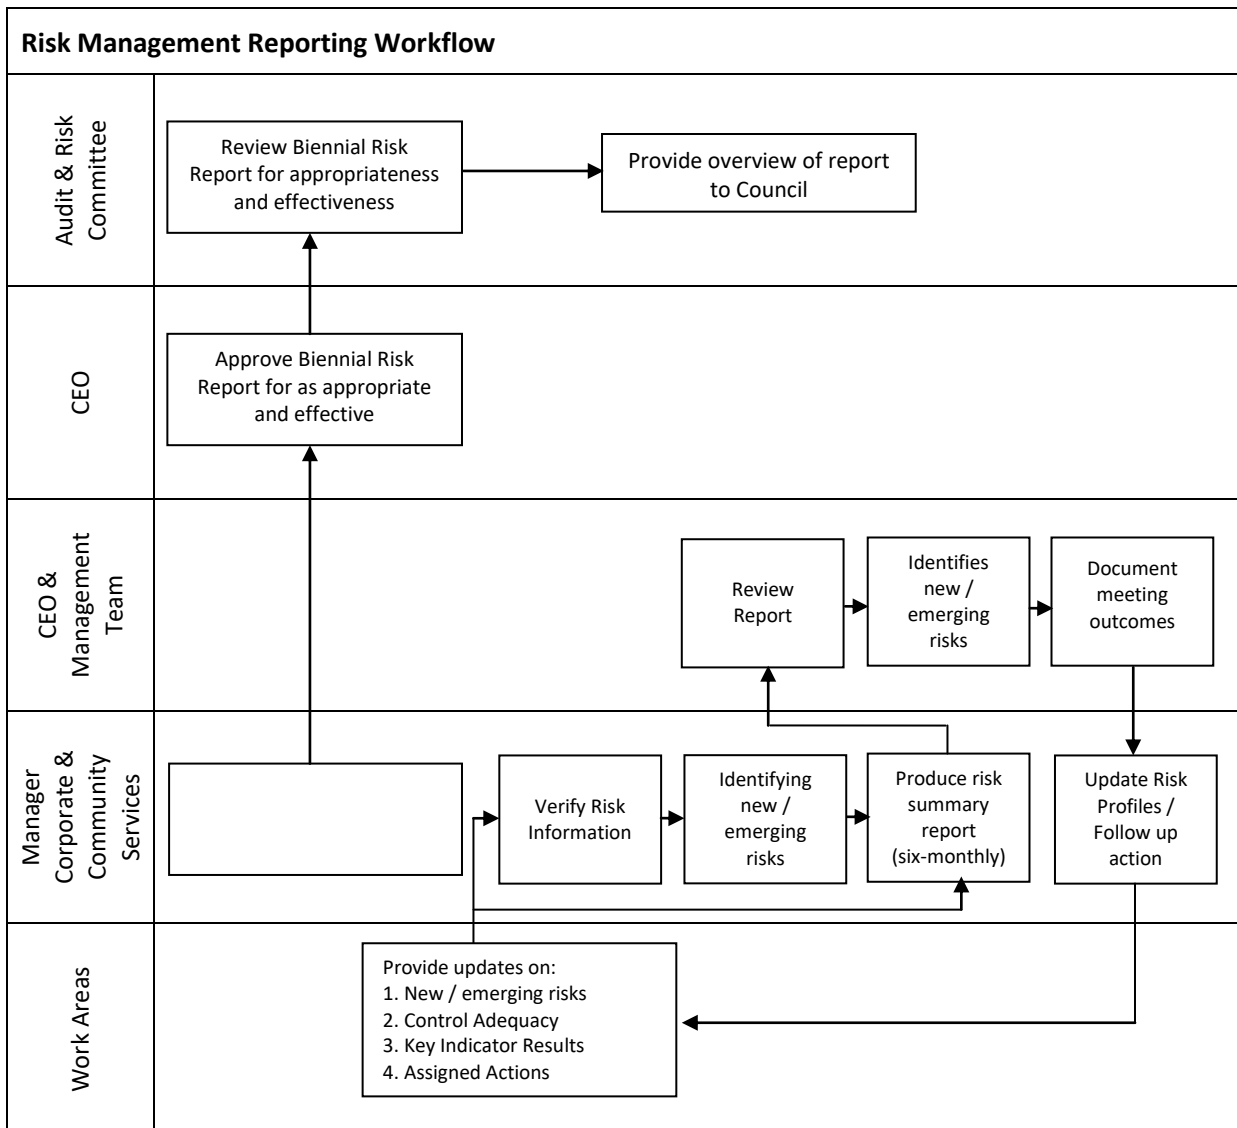 Risk Management Reporting Workflow
Audit & Risk
Committee
Review Biennial Risk
Report for appropriateness
and effectiveness
Provide overview of report
to Council
CEO
Approve Biennial Risk
Report for as appropriate
and effective
CEO &
Management
Team
Review
Report
Identifies
new /
emerging
risks
Document
meeting
outcomes
Manager
Corporate &
Community
Services
Verify Risk
Information
Identifying
new /
emerging
risks
Produce risk
summary
report
(six-monthly)
Update Risk
Profiles /
Follow up
action
Work Areas
Provide updates on:
1. New / emerging risks
2. Control Adequacy
3. Key Indicator Results
4. Assigned Actions